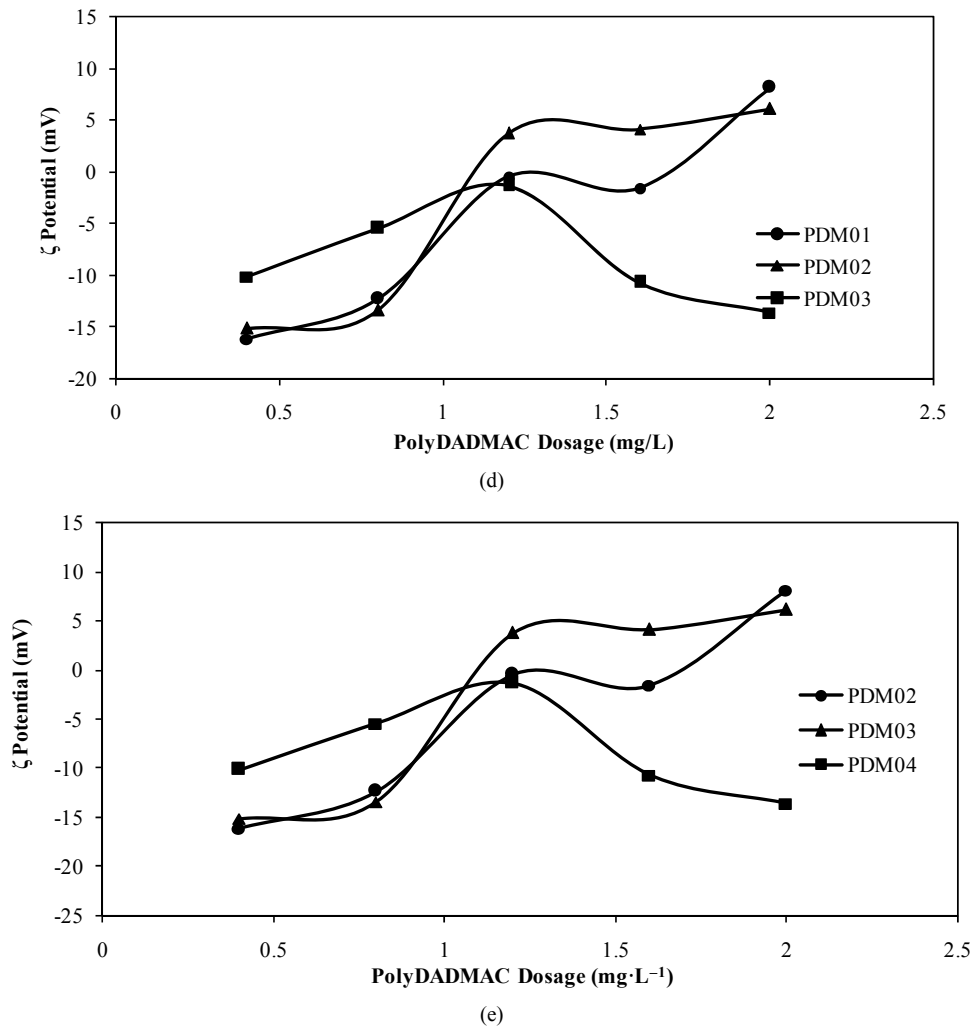 15
10
5
0
-5
-10
-15
-20
ζ Potential (mV)
PDM01
PDM02
PDM03
0 0.5 1 1.5 2 2.5
PolyDADMAC Dosage (mg/L)
(d)
15
10
5
0
-5
-10
-15
-20
-25
ζ Potential (mV)
PDM02
PDM03
PDM04
0 0.5 1 1.5 2 2.5
PolyDADMAC Dosage (mg·L⁻¹)
(e)